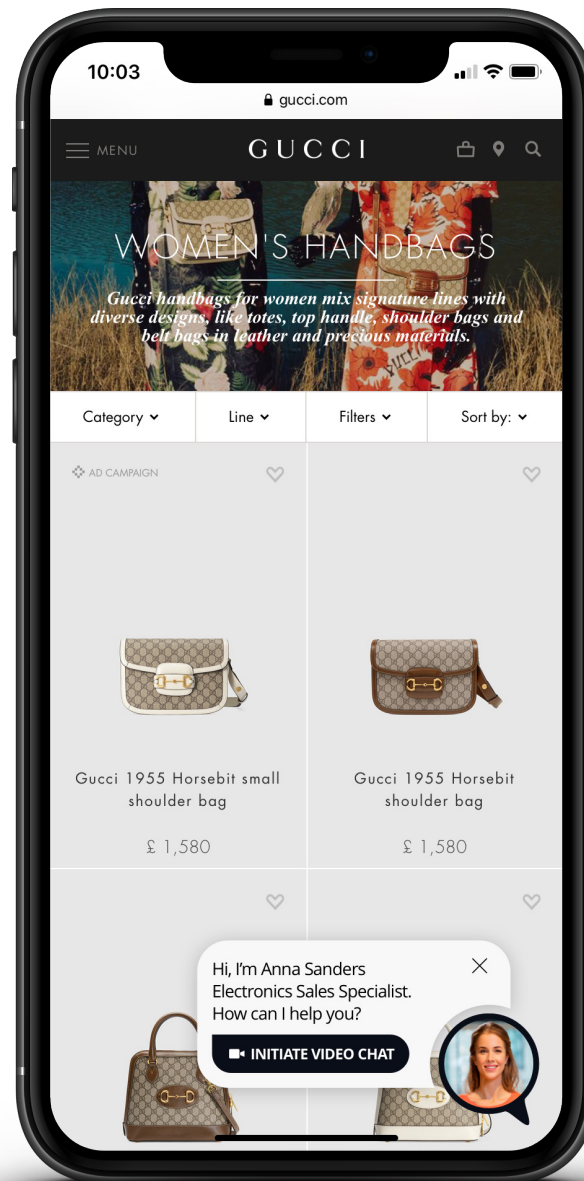 10:03
gucci.com
MENU
GUCCI
WOMEN'S HANDBAGS
Gucci handbags for women mix signature lines with
diverse designs, like totes, top handle, shoulder bags and
belt bags in leather and precious materials.
Category
Line
Filters
Sort by:
AD CAMPAIGN
Gucci 1955 Horsebit small
shoulder bag
£ 1,580
Gucci 1955 Horsebit
shoulder bag
£ 1,580
Hi, I'm Anna Sanders
Electronics Sales Specialist.
How can I help you?
INITIATE VIDEO CHAT